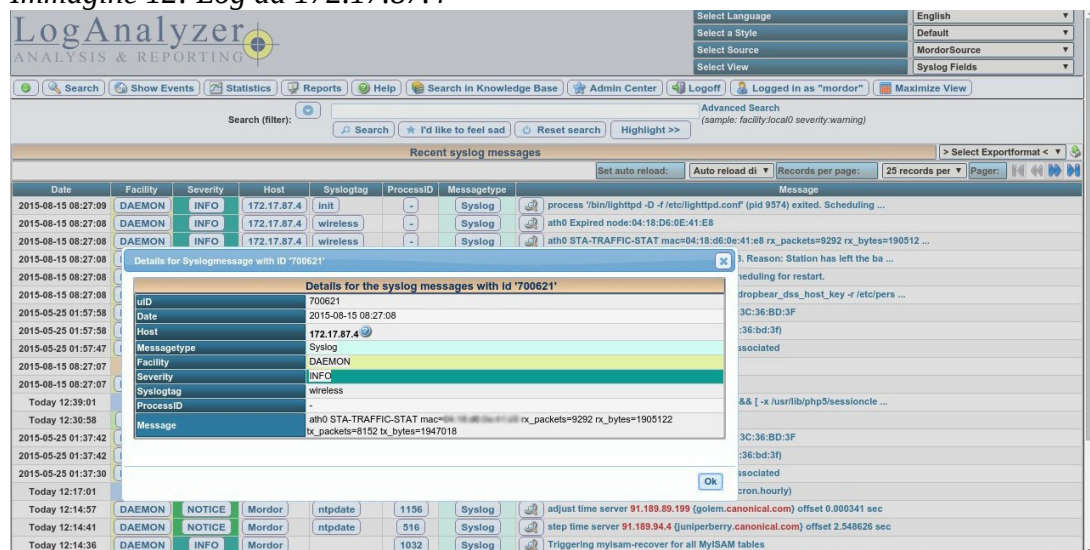 Immagine 12: Log da 172.17.87.4
LogAnalyzer
ANALYSIS & REPORTING
Select Language English
Select a Style Default
Select Source MordorSource
Select View Syslog Fields
Search Show Events Statistics Reports Help Search in Knowledge Base Admin Center Logoff Logged in as "mordor" Maximize View
Search (filter): Advanced Search
(sample: facility:local0 severity:warning)
Search I'd like to feel sad Reset search Highlight >>
Recent syslog messages > Select Exportformat <
Set auto reload: Auto reload di Records per page: 25 records per Pager:
Date Facility Severity Host Syslogtag ProcessID Messagetype Message
2015-08-15 08:27:09 DAEMON INFO 172.17.87.4 init - Syslog process '/bin/lighttpd -D -f /etc/lighttpd.conf' (pid 9574) exited. Scheduling ...
2015-08-15 08:27:08 DAEMON INFO 172.17.87.4 wireless - Syslog ath0 Expired node:04:18:D6:0E:41:E8
2015-08-15 08:27:08 DAEMON INFO 172.17.87.4 wireless - Syslog ath0 STA-TRAFFIC-STAT mac=04:18:d6:0e:41:e8 rx_packets=9292 rx_bytes=190512 ...
2015-08-15 08:27:08 Reason: Station has left the ba ...
2015-08-15 08:27:08 heduling for restart.
2015-08-15 08:27:08 dropbear_dss_host_key -r /etc/pers ...
2015-05-25 01:57:58 3C:36:BD:3F
2015-05-25 01:57:58 :36:bd:3f)
2015-05-25 01:57:47 ssociated
2015-08-15 08:27:07
2015-08-15 08:27:07
Today 12:39:01 && [ -x /usr/lib/php5/sessioncle ...
Today 12:30:58
2015-05-25 01:37:42 3C:36:BD:3F
2015-05-25 01:37:42 :36:bd:3f)
2015-05-25 01:37:30 ssociated
Today 12:17:01 cron.hourly)
Details for Syslogmessage with ID '700621'
Details for the syslog messages with id '700621'
uID 700621
Date 2015-08-15 08:27:08
Host 172.17.87.4
Messagetype Syslog
Facility DAEMON
Severity INFO
Syslogtag wireless
ProcessID -
Message ath0 STA-TRAFFIC-STAT mac= rx_packets=9292 rx_bytes=1905122
tx_packets=8152 tx_bytes=1947018
Ok
Today 12:14:57 DAEMON NOTICE Mordor ntpdate 1156 Syslog adjust time server 91.189.89.199 {golem.canonical.com} offset 0.000341 sec
Today 12:14:41 DAEMON NOTICE Mordor ntpdate 516 Syslog step time server 91.189.94.4 {juniperberry.canonical.com} offset 2.548626 sec
Today 12:14:36 DAEMON INFO Mordor 1032 Syslog Triggering myisam-recover for all MyISAM tables